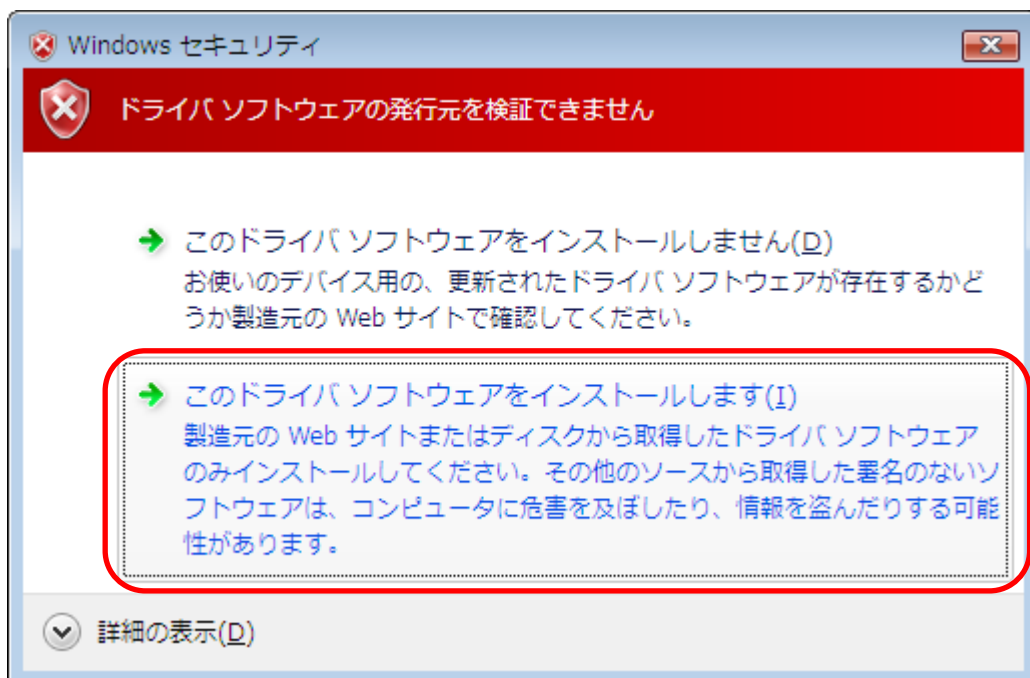 Windows セキュリティ
ドライバ ソフトウェアの発行元を検証できません
このドライバ ソフトウェアをインストールしません(D)
お使いのデバイス用の、更新されたドライバ ソフトウェアが存在するかど
うか製造元の Web サイトで確認してください。
このドライバ ソフトウェアをインストールします(I)
製造元の Web サイトまたはディスクから取得したドライバ ソフトウェア
のみインストールしてください。その他のソースから取得した署名のないソ
フトウェアは、コンピュータに危害を及ぼしたり、情報を盗んだりする可能
性があります。
詳細の表示(D)